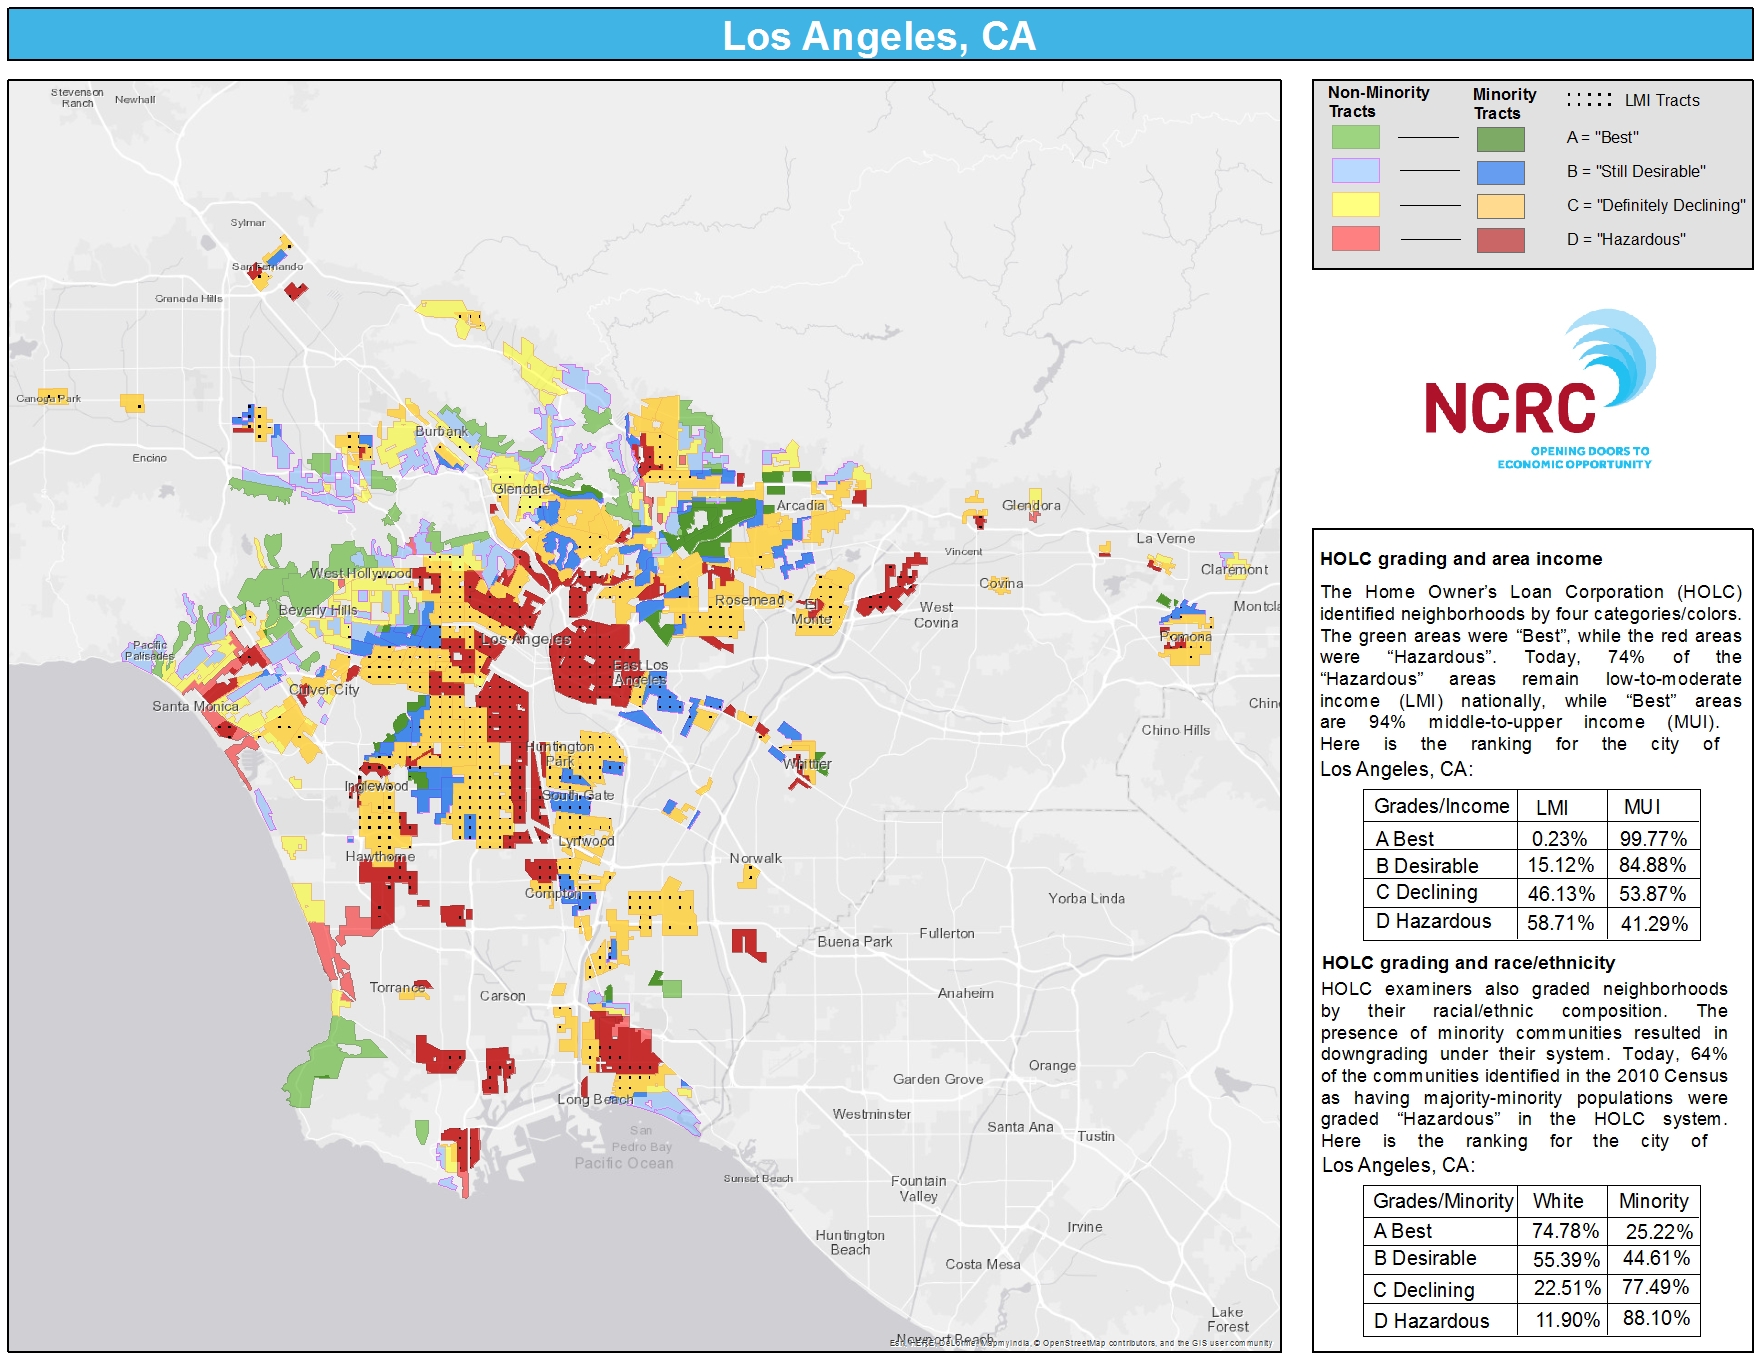 Los Angeles, CA
Stevenson
Ranch
Newhall
Sylmar
San Fernando
Granada Hills
Canoga Park
Encino
Burbank
Glendale
Arcadia
Glendora
La Verne
Vincent
Claremont
Covina
West Hollywood
Beverly Hills
Rosemead
El
Monte
West
Covina
Montcla
Pomona
Pacific
Palisades
Los Angeles
East Los
Angeles
Culver City
Santa Monica
Chino
Chino Hills
Huntington
Park
Whittier
Inglewood
South Gate
Lynwood
Hawthorne
Norwalk
Compton
Yorba Linda
Buena Park
Fullerton
Torrance
Carson
Anaheim
Orange
Garden Grove
Long Beach
Westminster
Santa Ana
Tustin
San
Pedro Bay
Pacific Ocean
Sunset Beach
Fountain
Valley
Huntington
Beach
Irvine
Costa Mesa
Lake
Forest
Newport Beach
Esri, HERE, DeLorme, MapmyIndia, © OpenStreetMap contributors, and the GIS user community
Non-Minority
Tracts
Minority
Tracts
LMI Tracts
A = "Best"
B = "Still Desirable"
C = "Definitely Declining"
D = "Hazardous"
NCRC
OPENING DOORS TO
ECONOMIC OPPORTUNITY
HOLC grading and area income
The Home Owner’s Loan Corporation (HOLC)
identified neighborhoods by four categories/colors.
The green areas were “Best”, while the red areas
were “Hazardous”. Today, 74% of the
“Hazardous” areas remain low-to-moderate
income (LMI) nationally, while “Best” areas
are 94% middle-to-upper income (MUI).
Here is the ranking for the city of
Los Angeles, CA:
Grades/Income LMI MUI
A Best 0.23% 99.77%
B Desirable 15.12% 84.88%
C Declining 46.13% 53.87%
D Hazardous 58.71% 41.29%
HOLC grading and race/ethnicity
HOLC examiners also graded neighborhoods
by their racial/ethnic composition. The
presence of minority communities resulted in
downgrading under their system. Today, 64%
of the communities identified in the 2010 Census
as having majority-minority populations were
graded “Hazardous” in the HOLC system.
Here is the ranking for the city of
Los Angeles, CA:
Grades/Minority White Minority
A Best 74.78% 25.22%
B Desirable 55.39% 44.61%
C Declining 22.51% 77.49%
D Hazardous 11.90% 88.10%